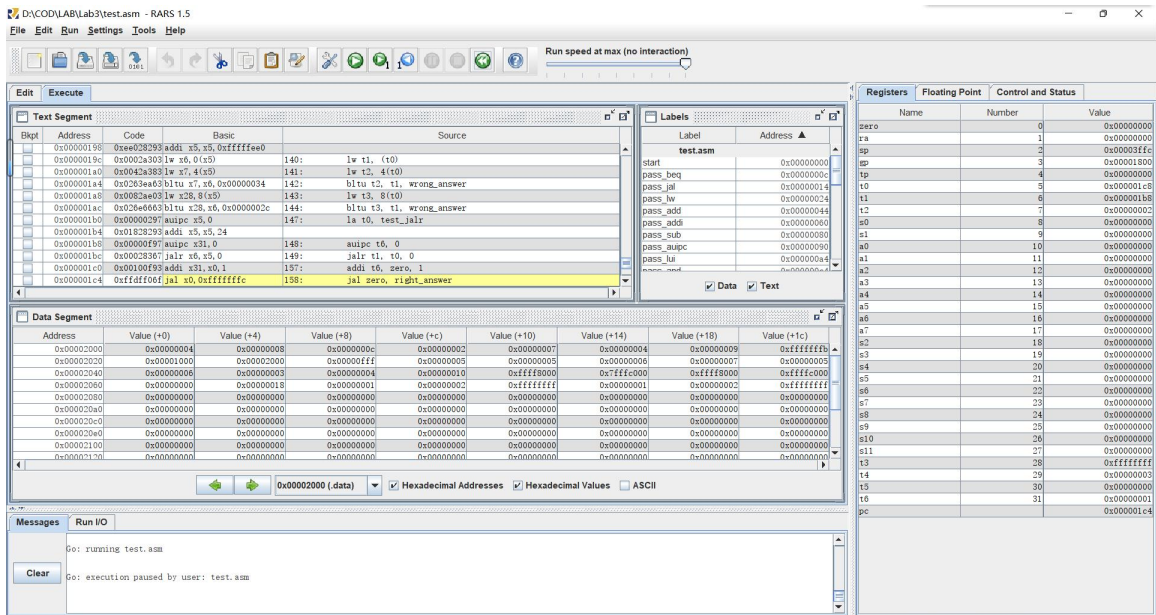 D:\COD\LAB\Lab3\test.asm - RARS 1.5
File Edit Run Settings Tools Help
Run speed at max (no interaction)
Edit Execute
Text Segment
Bkpt Address Code Basic Source
0x00000198 0xee028293 addi x5,x5,0xfffffee0
0x0000019c 0x0002a303 lw x6,0(x5) 140: lw t1, (t0)
0x000001a0 0x0042a383 lw x7,4(x5) 141: lw t2, 4(t0)
0x000001a4 0x0263ea63 bltu x7,x6,0x00000034 142: bltu t2, t1, wrong_answer
0x000001a8 0x0082ae03 lw x28,8(x5) 143: lw t3, 8(t0)
0x000001ac 0x026e6663 bltu x28,x6,0x0000002c 144: bltu t3, t1, wrong_answer
0x000001b0 0x00000297 auipc x5,0 147: la t0, test_jalr
0x000001b4 0x01828293 addi x5,x5,24
0x000001b8 0x00000f97 auipc x31,0 148: auipc t6, 0
0x000001bc 0x00028367 jalr x6,x5,0 149: jalr t1, t0, 0
0x000001c0 0x00100f93 addi x31,x0,1 157: addi t6, zero, 1
0x000001c4 0xffdff06f jal x0,0xfffffffc 158: jal zero, right_answer
Labels
Label Address ▲
test.asm
start 0x00000000
pass_beq 0x0000000c
pass_jal 0x00000014
pass_lw 0x00000024
pass_add 0x00000044
pass_addi 0x00000060
pass_sub 0x00000080
pass_auipc 0x00000090
pass_lui 0x000000a4
Data Text
Data Segment
Address Value (+0) Value (+4) Value (+8) Value (+c) Value (+10) Value (+14) Value (+18) Value (+1c)
0x00002000 0x00000004 0x00000008 0x0000000c 0x00000002 0x00000007 0x00000004 0x00000009 0xfffffffb
0x00002020 0x00001000 0x00002000 0x00000fff 0x00000005 0x00000005 0x00000006 0x00000007 0x00000005
0x00002040 0x00000006 0x00000003 0x00000004 0x00000010 0xffff8000 0x7fffc000 0xffff8000 0xffffc000
0x00002060 0x00000000 0x00000018 0x00000001 0x00000002 0xffffffff 0x00000001 0x00000002 0xffffffff
0x00002080 0x00000000 0x00000000 0x00000000 0x00000000 0x00000000 0x00000000 0x00000000 0x00000000
0x000020a0 0x00000000 0x00000000 0x00000000 0x00000000 0x00000000 0x00000000 0x00000000 0x00000000
0x000020c0 0x00000000 0x00000000 0x00000000 0x00000000 0x00000000 0x00000000 0x00000000 0x00000000
0x000020e0 0x00000000 0x00000000 0x00000000 0x00000000 0x00000000 0x00000000 0x00000000 0x00000000
0x00002100 0x00000000 0x00000000 0x00000000 0x00000000 0x00000000 0x00000000 0x00000000 0x00000000
0x00002120 0x00000000 0x00000000 0x00000000 0x00000000 0x00000000 0x00000000 0x00000000 0x00000000
0x00002000 (.data) Hexadecimal Addresses Hexadecimal Values ASCII
Messages Run I/O
Go: running test.asm
Clear
Go: execution paused by user: test.asm
Registers Floating Point Control and Status
Name Number Value
zero 0 0x00000000
ra 1 0x00000000
sp 2 0x00003ffc
gp 3 0x00001800
tp 4 0x00000000
t0 5 0x000001c8
t1 6 0x000001b8
t2 7 0x00000002
s0 8 0x00000000
s1 9 0x00000000
a0 10 0x00000000
a1 11 0x00000000
a2 12 0x00000000
a3 13 0x00000000
a4 14 0x00000000
a5 15 0x00000000
a6 16 0x00000000
a7 17 0x00000000
s2 18 0x00000000
s3 19 0x00000000
s4 20 0x00000000
s5 21 0x00000000
s6 22 0x00000000
s7 23 0x00000000
s8 24 0x00000000
s9 25 0x00000000
s10 26 0x00000000
s11 27 0x00000000
t3 28 0xffffffff
t4 29 0x00000003
t5 30 0x00000000
t6 31 0x00000001
pc 0x000001c4